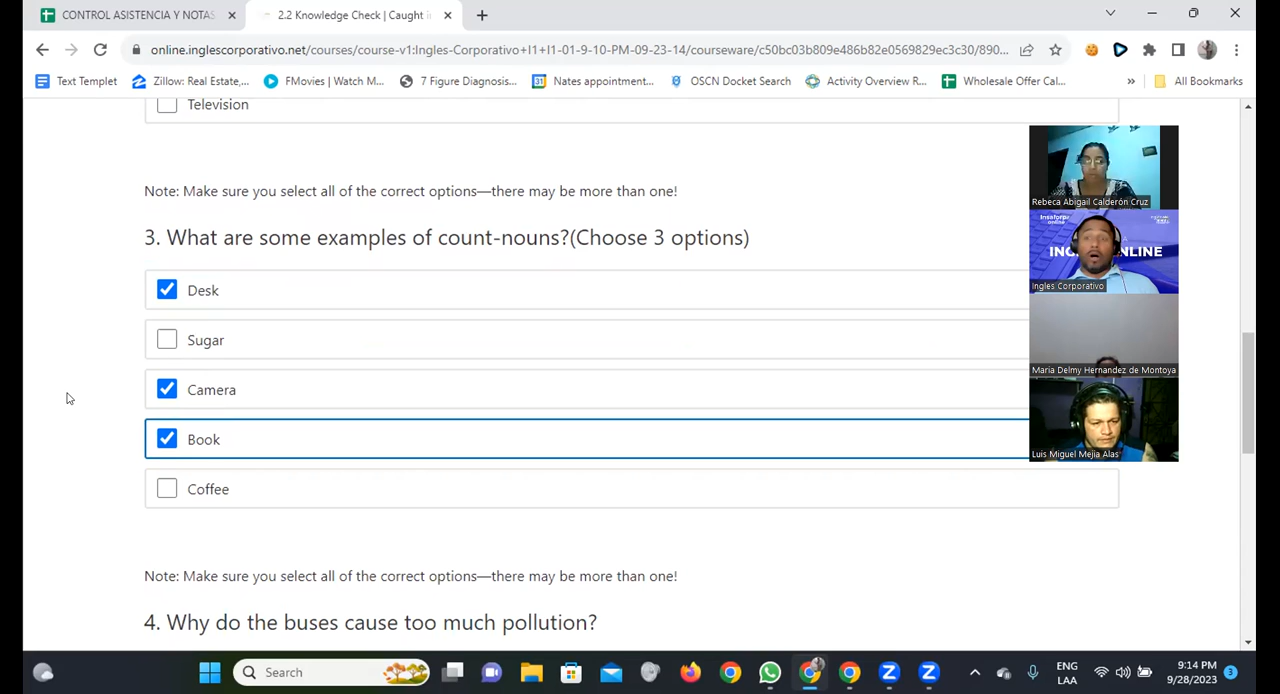 CONTROL ASISTENCIA Y NOTAS
2.2 Knowledge Check | Caught i
online.inglescorporativo.net/courses/course-v1:Ingles-Corporativo+I1+I1-01-9-10-PM-09-23-14/courseware/c50bc03b809e486b82e0569829ec3c30/890...
Text Templet
Zillow: Real Estate,...
FMovies | Watch M...
7 Figure Diagnosis...
Nates appointment...
OSCN Docket Search
Activity Overview R...
Wholesale Offer Cal...
»
All Bookmarks
Television
Note: Make sure you select all of the correct options—there may be more than one!
3. What are some examples of count-nouns?(Choose 3 options)
Desk
Sugar
Camera
Book
Coffee
Note: Make sure you select all of the correct options—there may be more than one!
4. Why do the buses cause too much pollution?
Rebeca Abigail Calderón Cruz
Ingles Corporativo
Maria Delmy Hernandez de Montoya
Luis Miguel Mejia Alas
Search
ENG
LAA
9:14 PM
9/28/2023
3